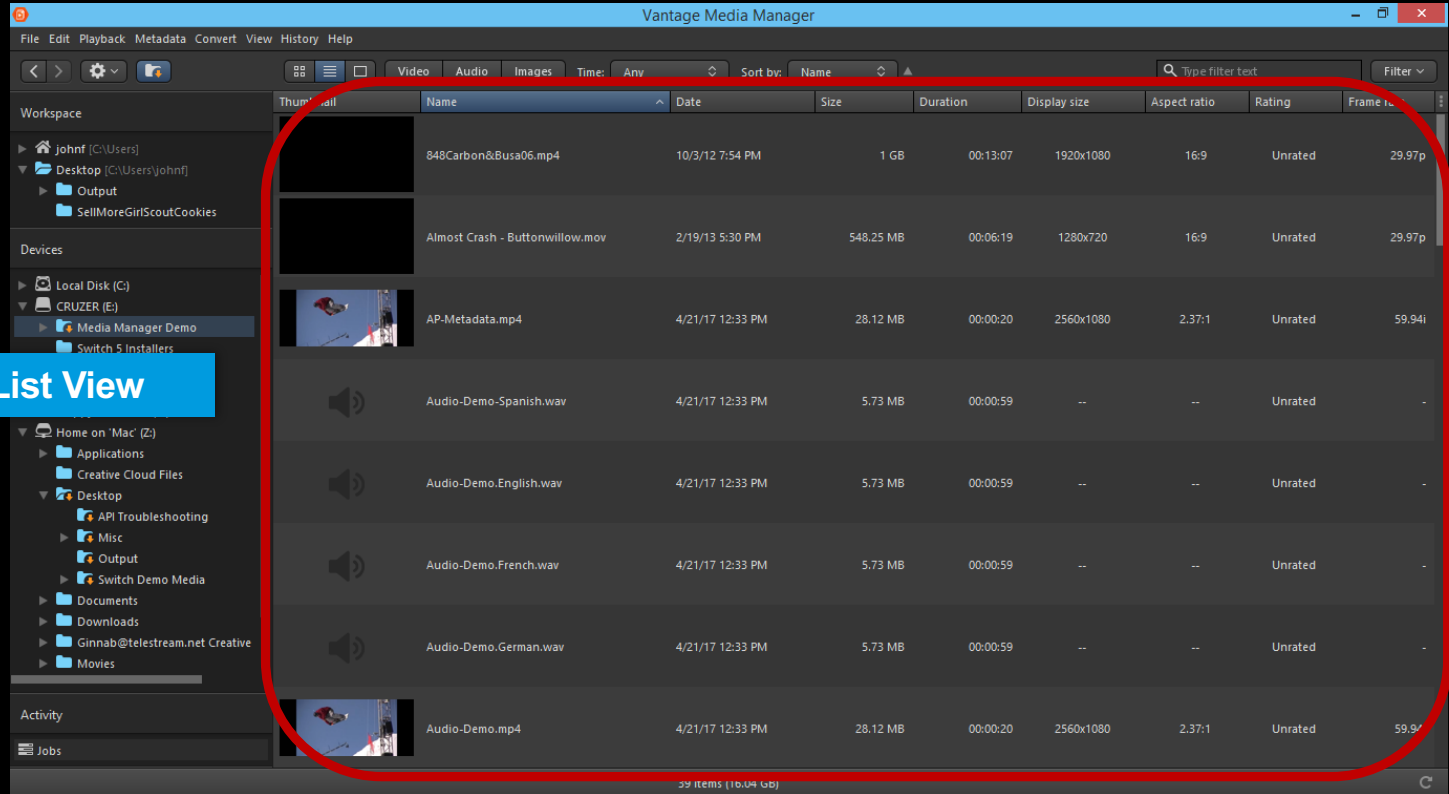 Vantage Media Manager
File Edit Playback Metadata Convert View History Help
Video Audio Images Time: Any Sort by: Name Type filter text Filter
Workspace
johnf [C:\Users]
Desktop [C:\Users\johnf]
Output
SellMoreGirlScoutCookies
Devices
Local Disk (C:)
CRUZER (E:)
Media Manager Demo
Switch 5 Installers
List View
Home on 'Mac' (Z:)
Applications
Creative Cloud Files
Desktop
API Troubleshooting
Misc
Output
Switch Demo Media
Documents
Downloads
Ginnab@telestream.net Creative
Movies
Activity
Jobs
Thumbnail Name Date Size Duration Display size Aspect ratio Rating Frame
848Carbon&Busa06.mp4 10/3/12 7:54 PM 1 GB 00:13:07 1920x1080 16:9 Unrated 29.97p
Almost Crash - Buttonwillow.mov 2/19/13 5:30 PM 548.25 MB 00:06:19 1280x720 16:9 Unrated 29.97p
AP-Metadata.mp4 4/21/17 12:33 PM 28.12 MB 00:00:20 2560x1080 2.37:1 Unrated 59.94i
Audio-Demo-Spanish.wav 4/21/17 12:33 PM 5.73 MB 00:00:59 -- -- Unrated -
Audio-Demo.English.wav 4/21/17 12:33 PM 5.73 MB 00:00:59 -- -- Unrated -
Audio-Demo.French.wav 4/21/17 12:33 PM 5.73 MB 00:00:59 -- -- Unrated -
Audio-Demo.German.wav 4/21/17 12:33 PM 5.73 MB 00:00:59 -- -- Unrated -
Audio-Demo.mp4 4/21/17 12:33 PM 28.12 MB 00:00:20 2560x1080 2.37:1 Unrated 59.94
39 items (16.04 GB)